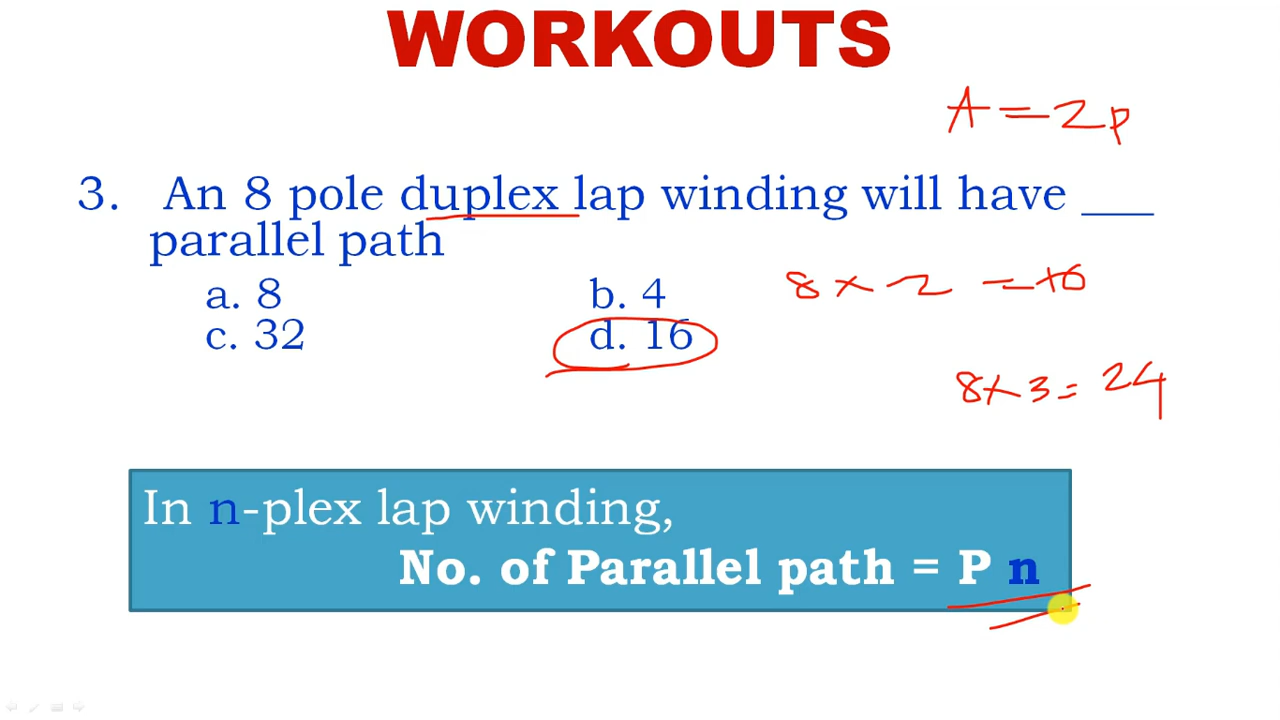 WORKOUTS
A = 2P
3. An 8 pole duplex lap winding will have ___
parallel path
a. 8 b. 4
8 × 2 = 16
c. 32 d. 16
8×3 = 24
In n-plex lap winding,
No. of Parallel path = P n